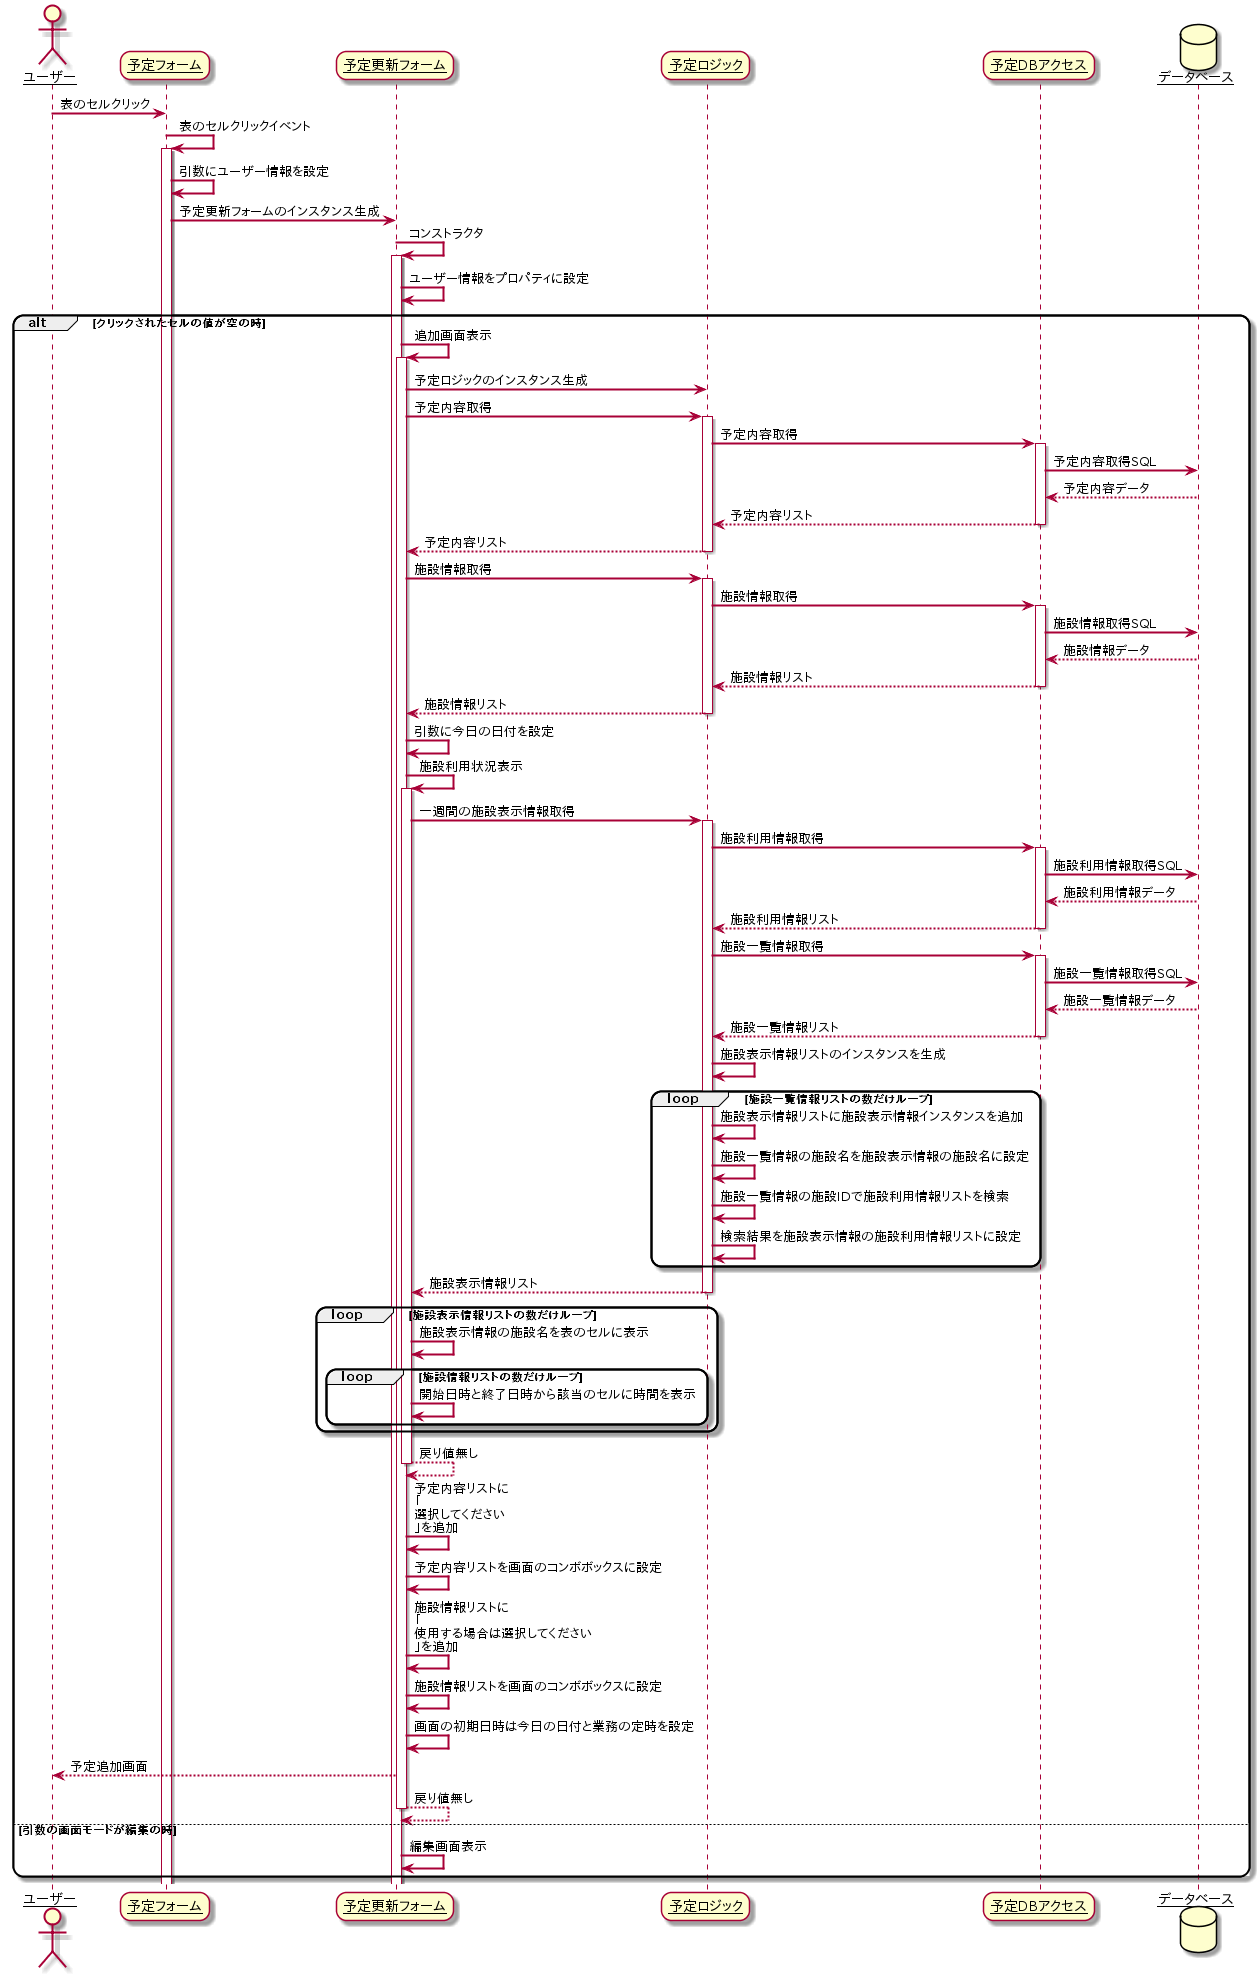 ユーザー
予定フォーム
予定更新フォーム
予定ロジック
予定DBアクセス
データベース
表のセルクリック
表のセルクリックイベント
引数にユーザー情報を設定
予定更新フォームのインスタンス生成
コンストラクタ
ユーザー情報をプロパティに設定
alt [クリックされたセルの値が空の時]
追加画面表示
予定ロジックのインスタンス生成
予定内容取得
予定内容取得
予定内容取得SQL
予定内容データ
予定内容リスト
予定内容リスト
施設情報取得
施設情報取得
施設情報取得SQL
施設情報データ
施設情報リスト
施設情報リスト
引数に今日の日付を設定
施設利用状況表示
一週間の施設表示情報取得
施設利用情報取得
施設利用情報取得SQL
施設利用情報データ
施設利用情報リスト
施設一覧情報取得
施設一覧情報取得SQL
施設一覧情報データ
施設一覧情報リスト
施設表示情報リストのインスタンスを生成
loop [施設一覧情報リストの数だけループ]
施設表示情報リストに施設表示情報インスタンスを追加
施設一覧情報の施設名を施設表示情報の施設名に設定
施設一覧情報の施設IDで施設利用情報リストを検索
検索結果を施設表示情報の施設利用情報リストに設定
施設表示情報リスト
loop [施設表示情報リストの数だけループ]
施設表示情報の施設名を表のセルに表示
loop [施設情報リストの数だけループ]
開始日時と終了日時から該当のセルに時間を表示
戻り値無し
予定内容リストに
「
選択してください
」を追加
予定内容リストを画面のコンボボックスに設定
施設情報リストに
「
使用する場合は選択してください
」を追加
施設情報リストを画面のコンボボックスに設定
画面の初期日時は今日の日付と業務の定時を設定
予定追加画面
戻り値無し
[引数の画面モードが編集の時]
編集画面表示
ユーザー
予定フォーム
予定更新フォーム
予定ロジック
予定DBアクセス
データベース